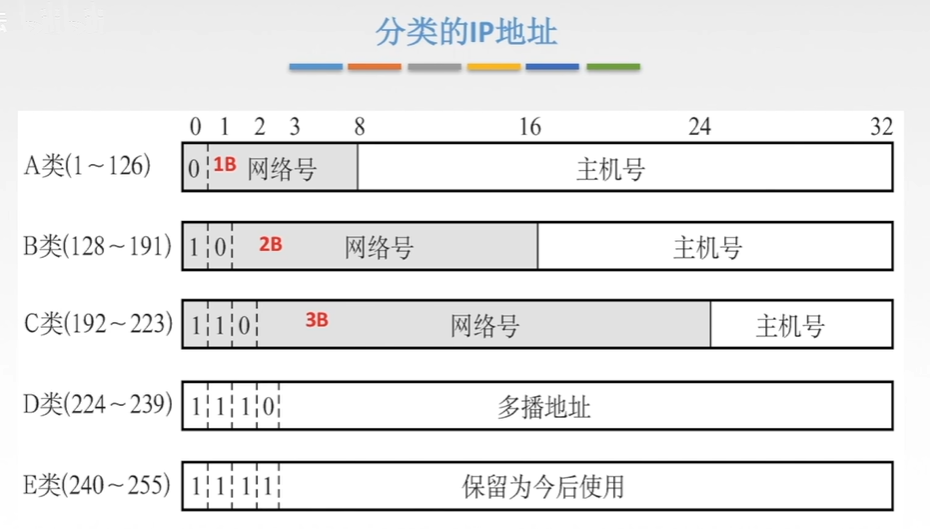 分类的IP地址
0 1 2 3 8 16 24 32
A类(1～126) 0 1B 网络号 主机号
B类(128～191) 1 0 2B 网络号 主机号
C类(192～223) 1 1 0 3B 网络号 主机号
D类(224～239) 1 1 1 0 多播地址
E类(240～255) 1 1 1 1 保留为今后使用